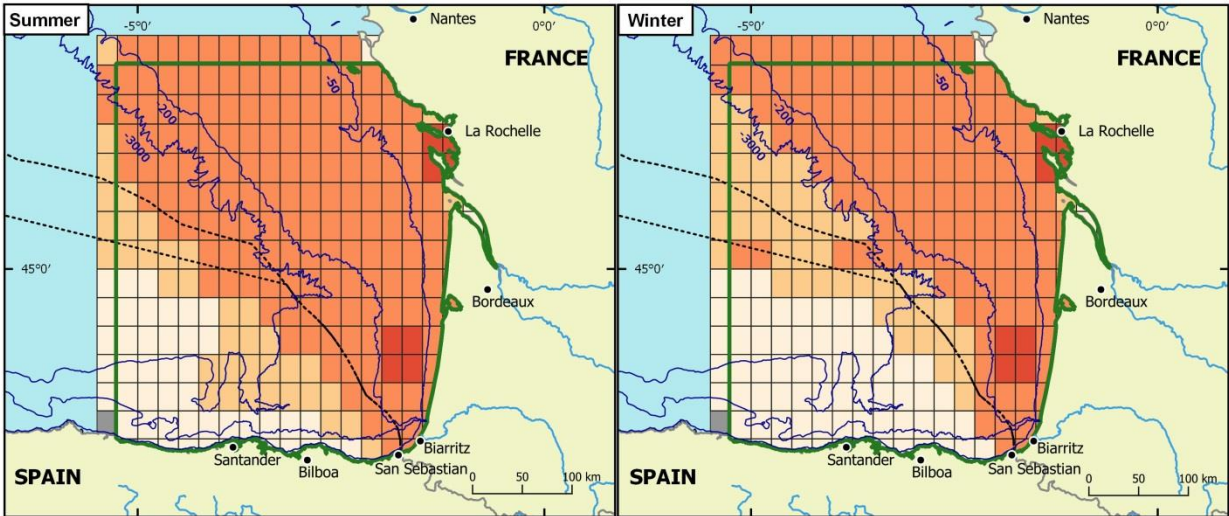 Summer
-5°0'
0°0'
Nantes
FRANCE
-50
-200
-3000
La Rochelle
45°0'
Bordeaux
Biarritz
Santander
Bilboa
San Sebastian
SPAIN
0 50 100 km
Winter
-5°0'
0°0'
Nantes
FRANCE
-50
-200
-3000
La Rochelle
45°0'
Bordeaux
Biarritz
Santander
Bilboa
San Sebastian
SPAIN
0 50 100 km